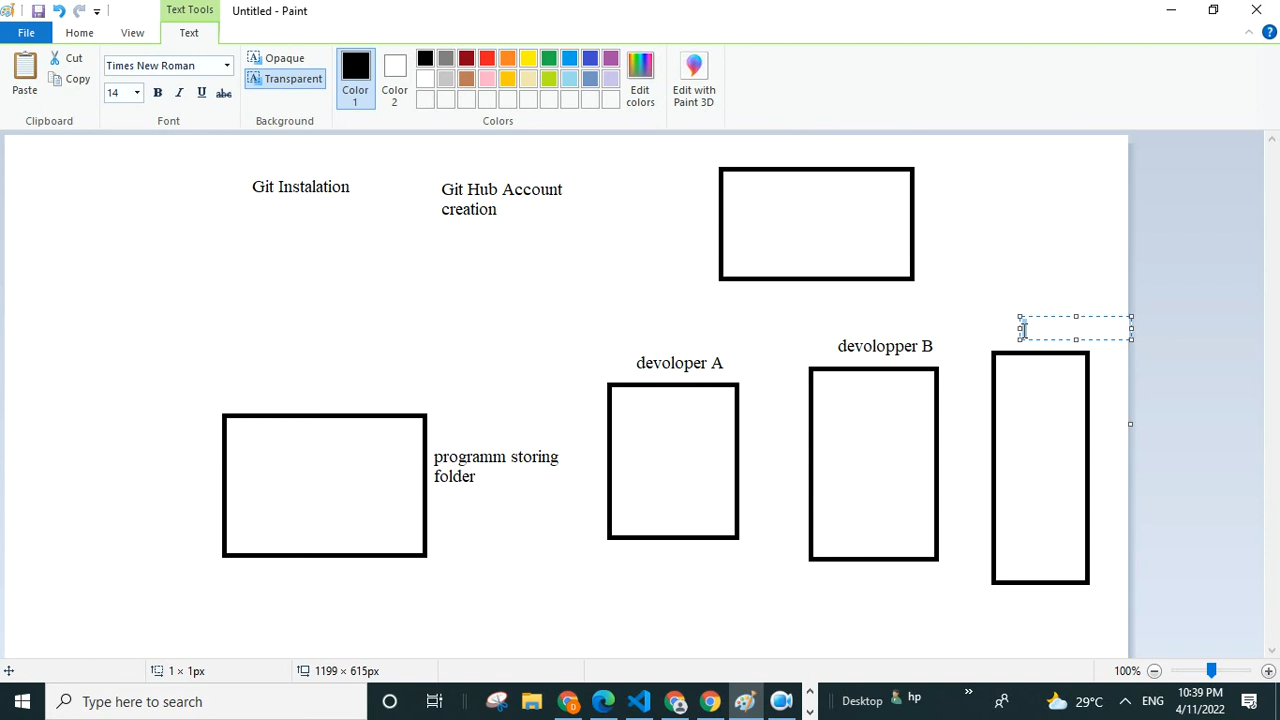 Untitled - Paint
Text Tools
File
Home
View
Text
Paste
Cut
Copy
Clipboard
Times New Roman
14
B
I
U
abc
Font
Opaque
Transparent
Background
Color
1
Color
2
Edit
colors
Colors
Edit with
Paint 3D
Git Instalation
Git Hub Account
creation
devoloper A
devolopper B
programm storing
folder
1 × 1px
1199 × 615px
100%
Type here to search
Desktop
hp
29°C
ENG
10:39 PM
4/11/2022